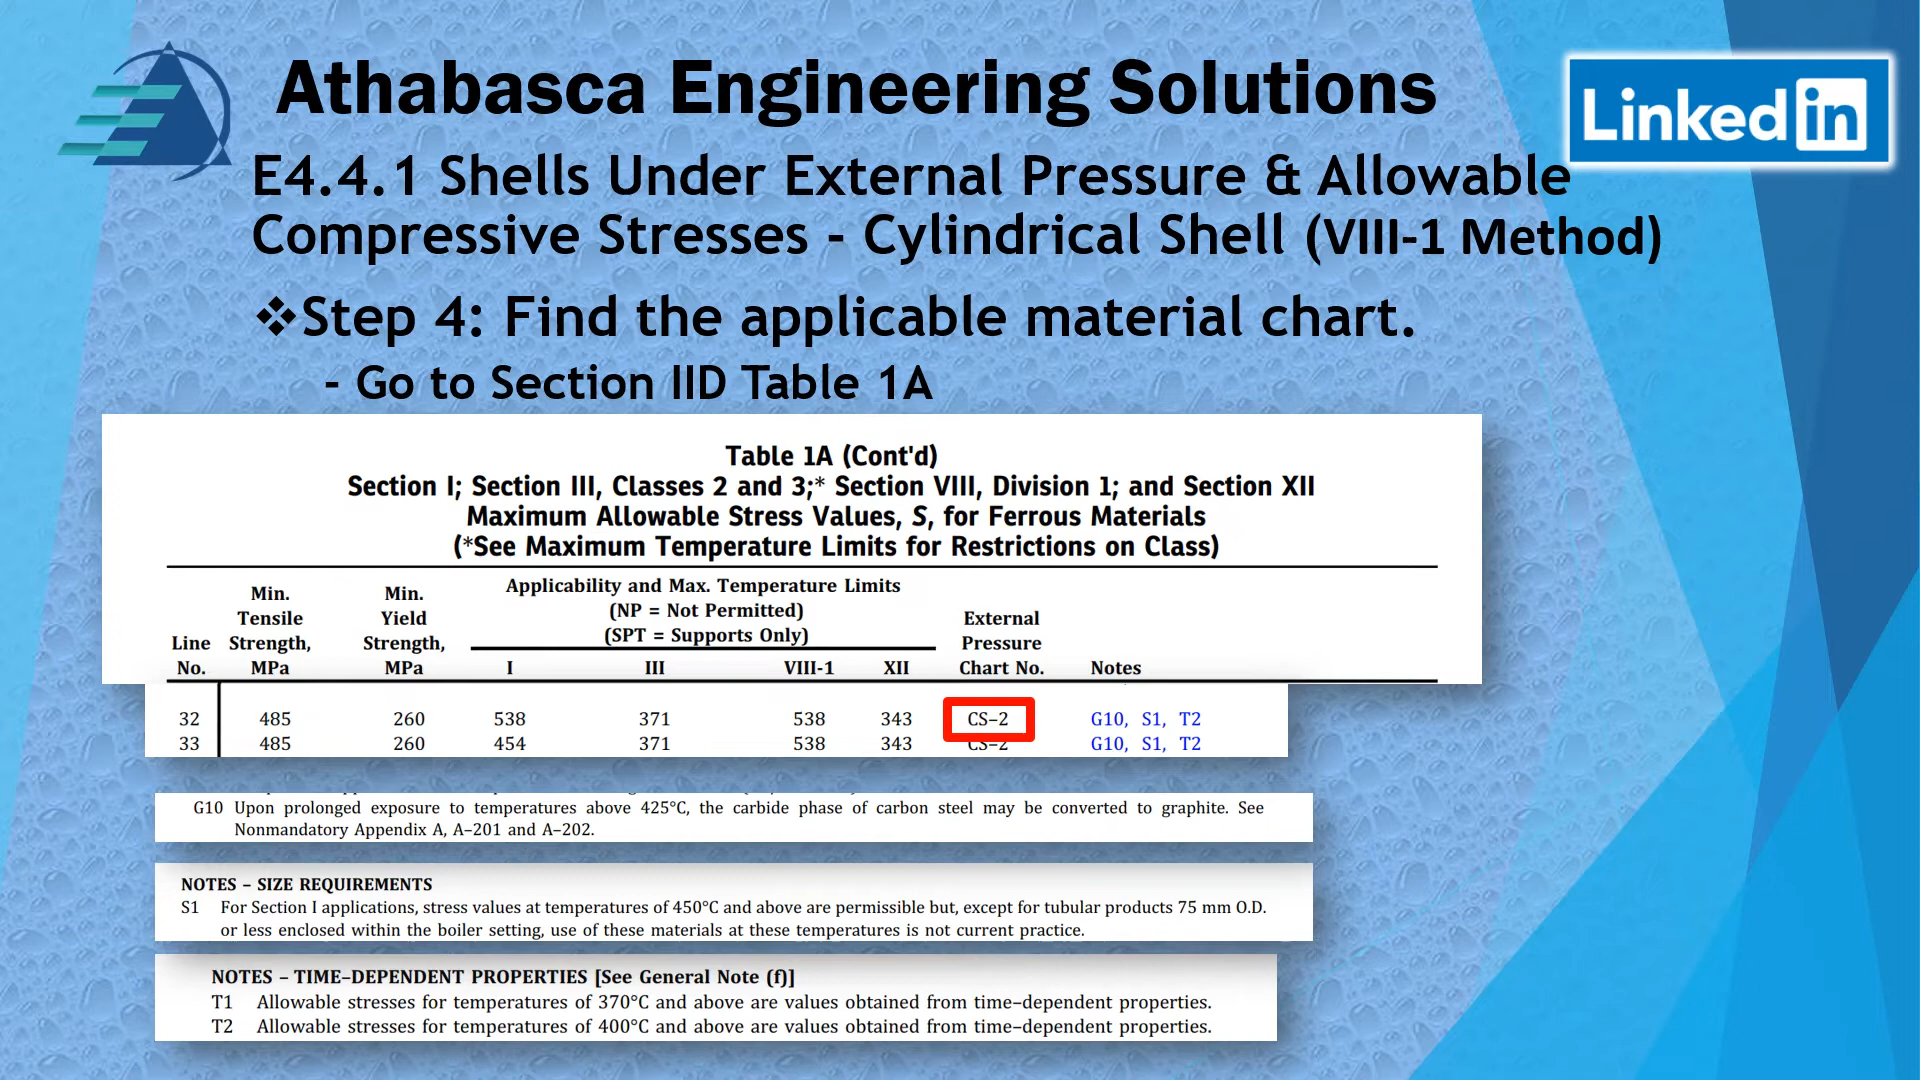 Athabasca Engineering Solutions
Linked in
E4.4.1 Shells Under External Pressure & Allowable
Compressive Stresses - Cylindrical Shell (VIII-1 Method)
❖Step 4: Find the applicable material chart.
- Go to Section IID Table 1A
Table 1A (Cont'd)
Section I; Section III, Classes 2 and 3;* Section VIII, Division 1; and Section XII
Maximum Allowable Stress Values, S, for Ferrous Materials
(*See Maximum Temperature Limits for Restrictions on Class)
Line No. Min. Tensile Strength, MPa Min. Yield Strength, MPa Applicability and Max. Temperature Limits (NP = Not Permitted) (SPT = Supports Only) I III VIII-1 XII External Pressure Chart No. Notes
32 485 260 538 371 538 343 CS–2 G10, S1, T2
33 485 260 454 371 538 343 CS–2 G10, S1, T2
G10 Upon prolonged exposure to temperatures above 425°C, the carbide phase of carbon steel may be converted to graphite. See
Nonmandatory Appendix A, A–201 and A–202.
NOTES – SIZE REQUIREMENTS
S1 For Section I applications, stress values at temperatures of 450°C and above are permissible but, except for tubular products 75 mm O.D.
or less enclosed within the boiler setting, use of these materials at these temperatures is not current practice.
NOTES – TIME–DEPENDENT PROPERTIES [See General Note (f)]
T1 Allowable stresses for temperatures of 370°C and above are values obtained from time–dependent properties.
T2 Allowable stresses for temperatures of 400°C and above are values obtained from time–dependent properties.